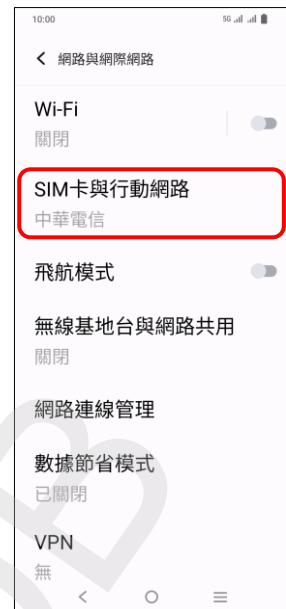 10:00 5G
網路與網際網路
Wi-Fi
關閉
SIM卡與行動網路
中華電信
飛航模式
無線基地台與網路共用
關閉
網路連線管理
數據節省模式
已關閉
VPN
無